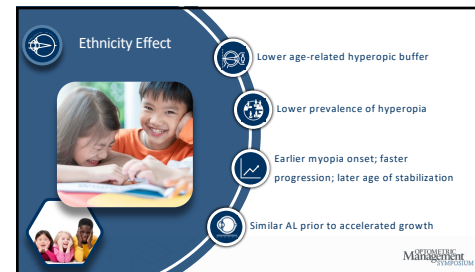 Ethnicity Effect
Lower age-related hyperopic buffer
Lower prevalence of hyperopia
Earlier myopia onset; faster
progression; later age of stabilization
Similar AL prior to accelerated growth
OPTOMETRIC
Management
SYMPOSIUM